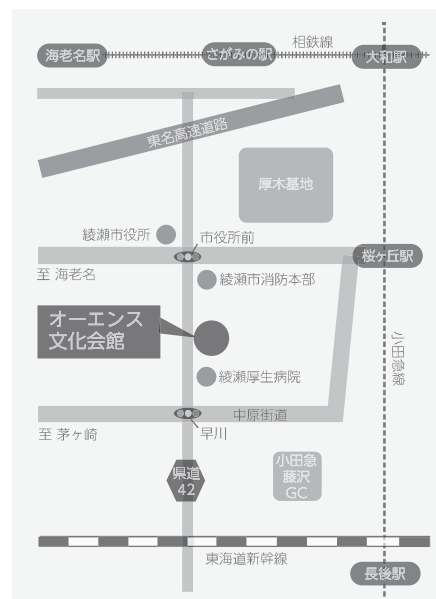 相鉄線
海老名駅
さがみの駅
大和駅
東名高速道路
厚木基地
綾瀬市役所
市役所前
桜ヶ丘駅
至 海老名
綾瀬市消防本部
オーエンス
文化会館
小田急線
綾瀬厚生病院
中原街道
至 茅ヶ崎
早川
小田急
藤沢
GC
県道
42
東海道新幹線
長後駅